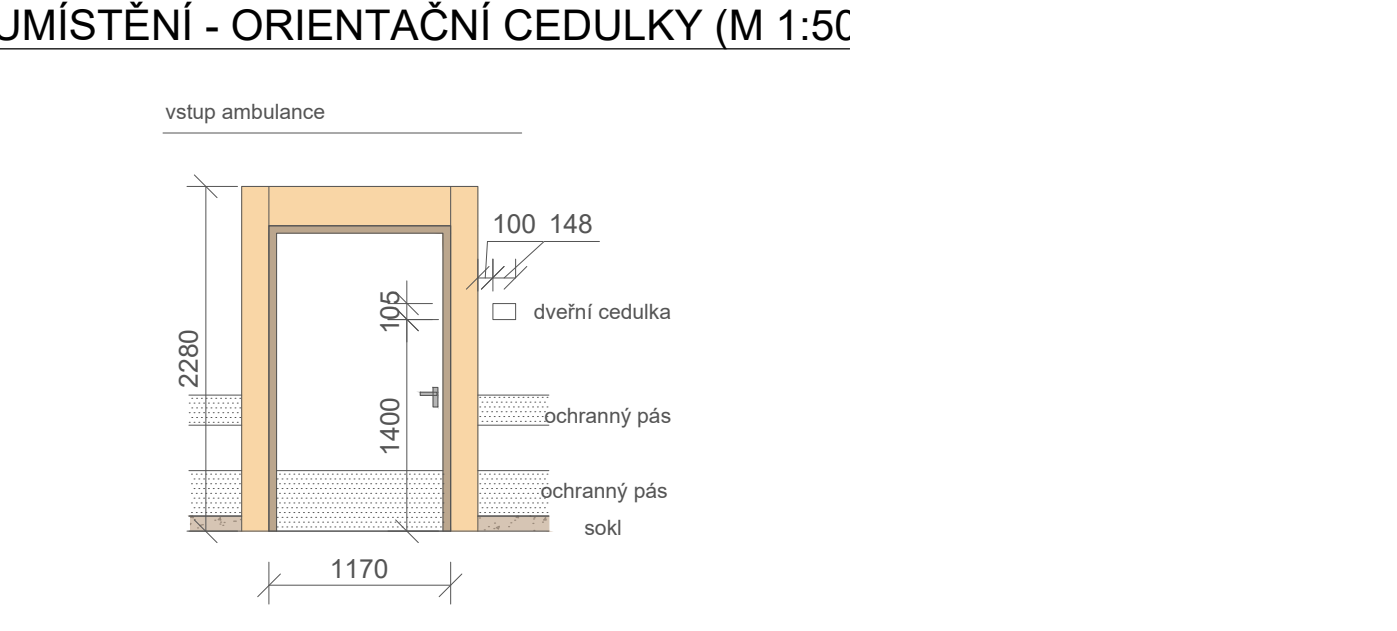 UMÍSTĚNÍ - ORIENTAČNÍ CEDULKY (M 1:50
vstup ambulance
100 148
105
dveřní cedulka
2280
1400
ochranný pás
ochranný pás
sokl
1170